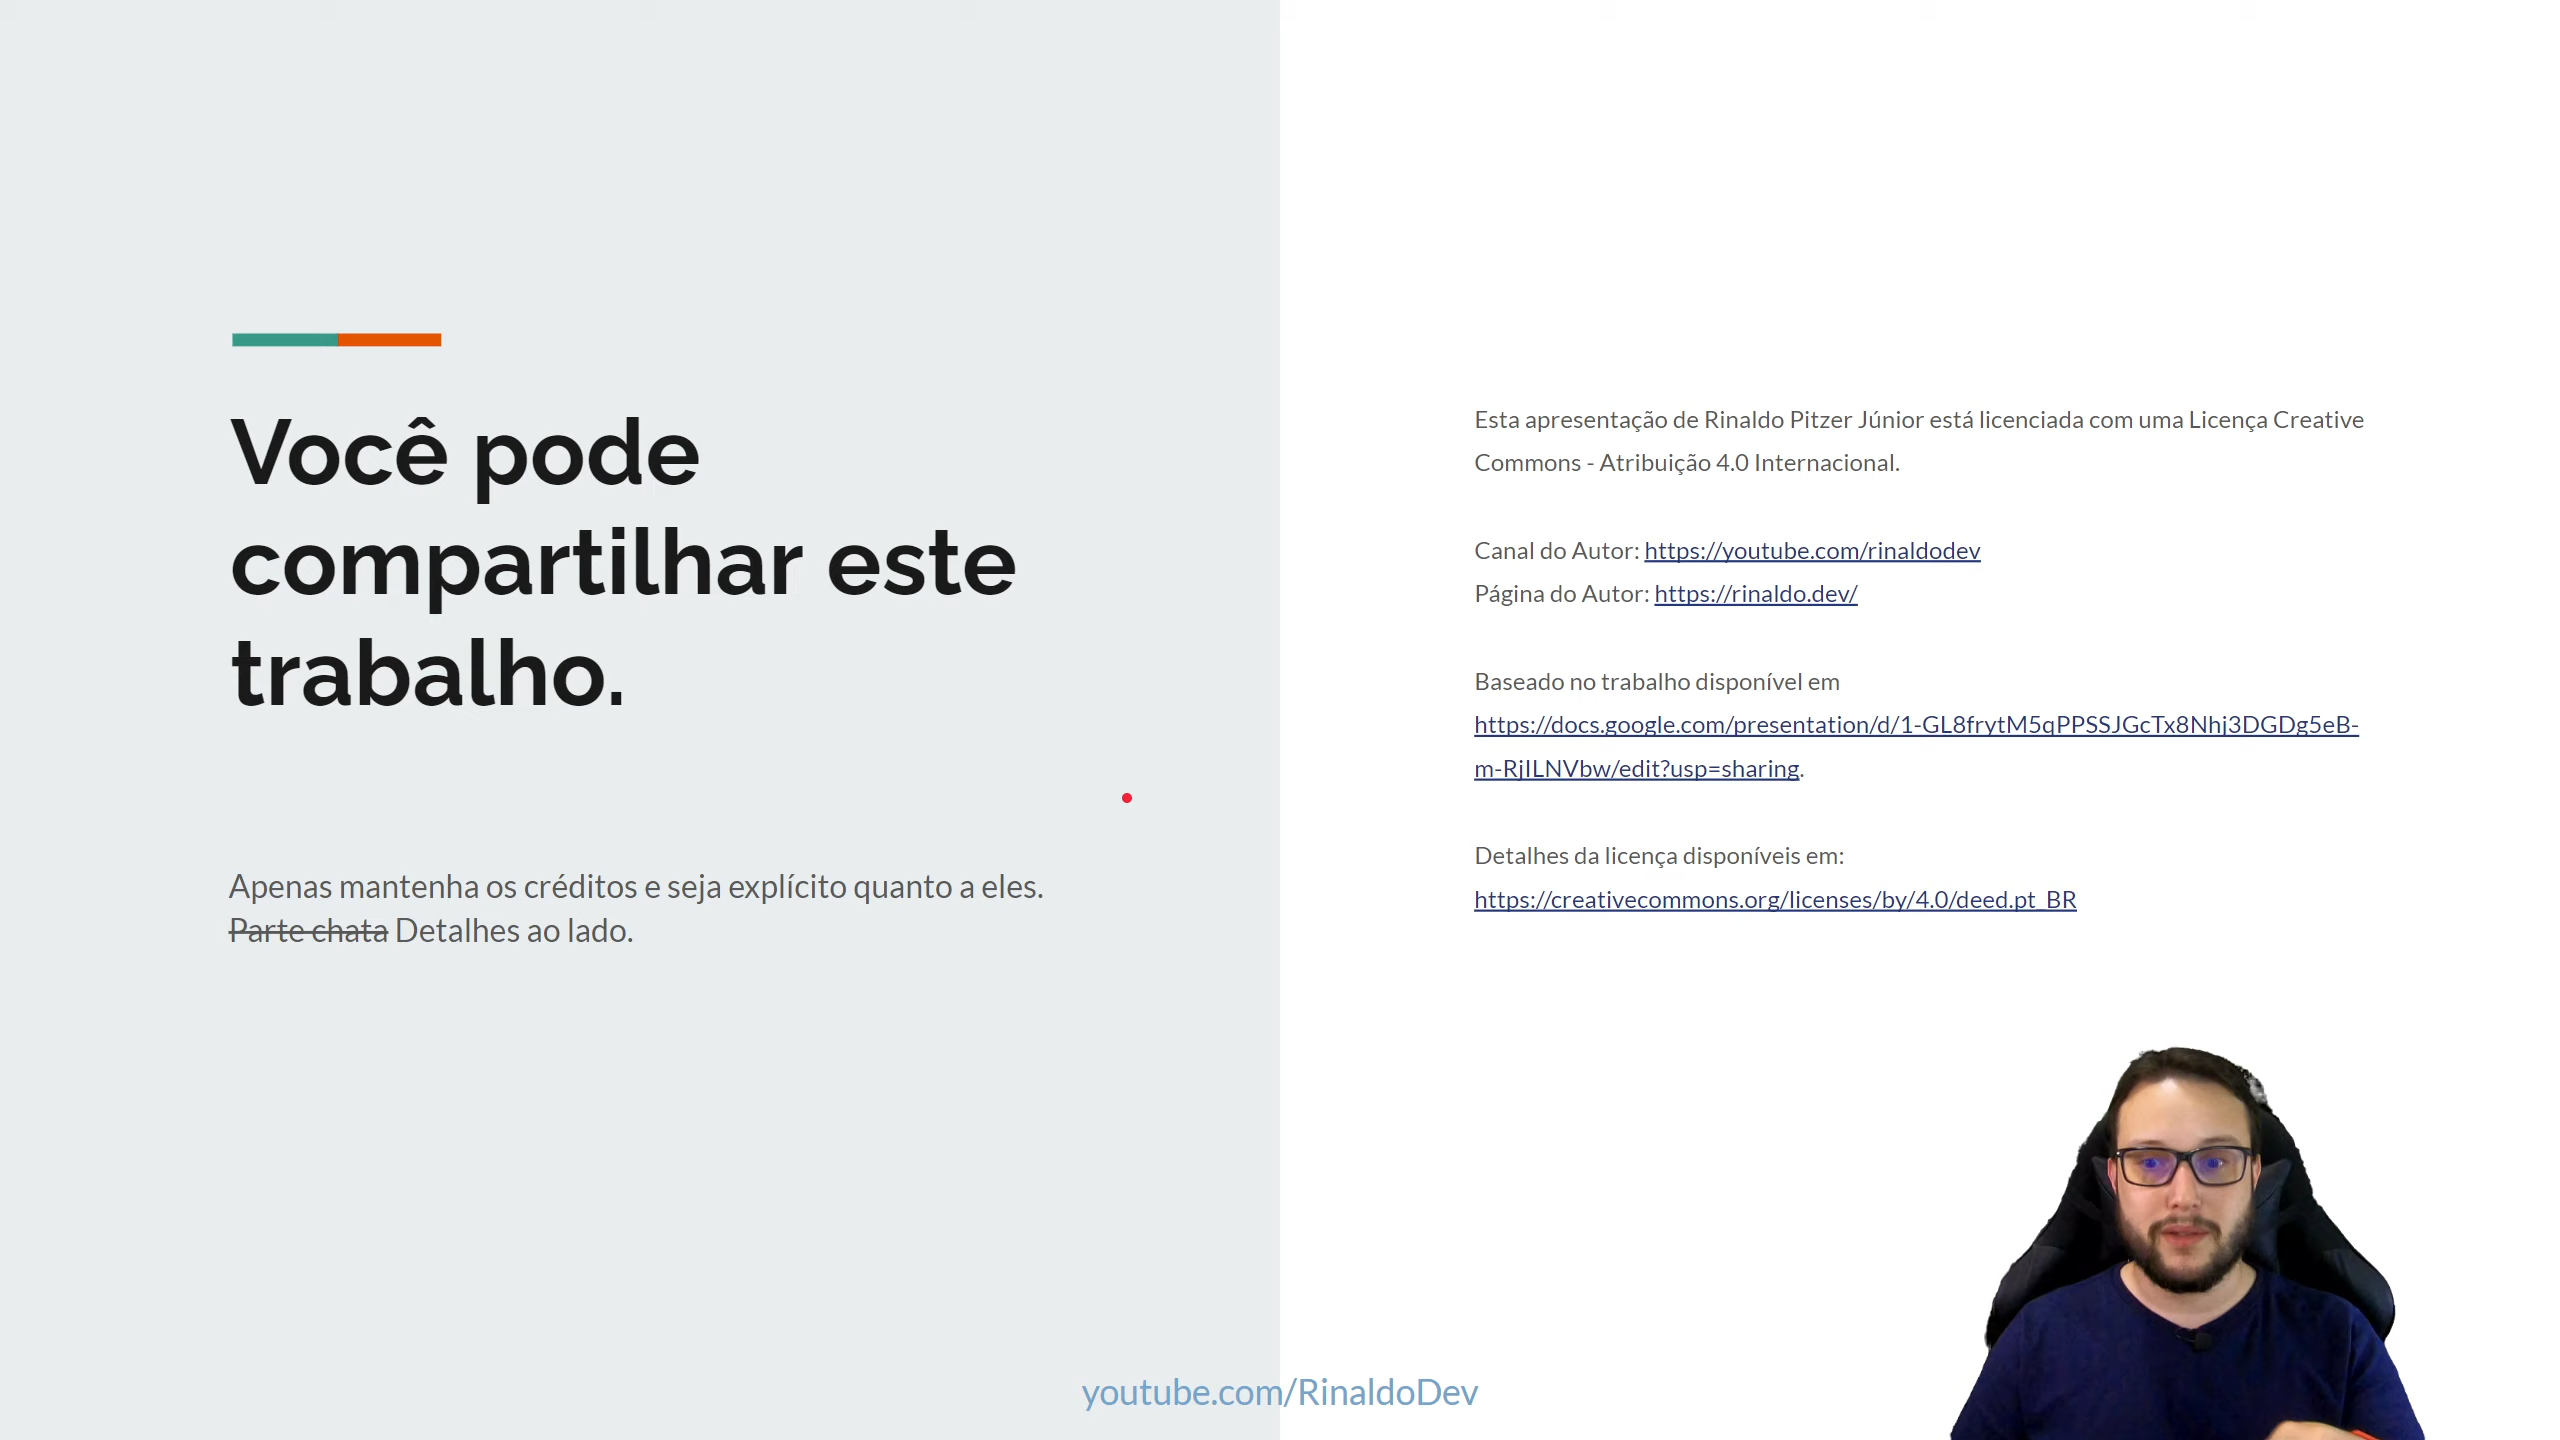 Você pode
compartilhar este
trabalho.
Apenas mantenha os créditos e seja explícito quanto a eles.
Parte chata Detalhes ao lado.
Esta apresentação de Rinaldo Pitzer Júnior está licenciada com uma Licença Creative
Commons - Atribuição 4.0 Internacional.
Canal do Autor: https://youtube.com/rinaldodev
Página do Autor: https://rinaldo.dev/
Baseado no trabalho disponível em
https://docs.google.com/presentation/d/1-GL8frytM5qPPSSJGcTx8Nhj3DGDg5eB-
m-RjILNVbw/edit?usp=sharing.
Detalhes da licença disponíveis em:
https://creativecommons.org/licenses/by/4.0/deed.pt_BR
youtube.com/RinaldoDev